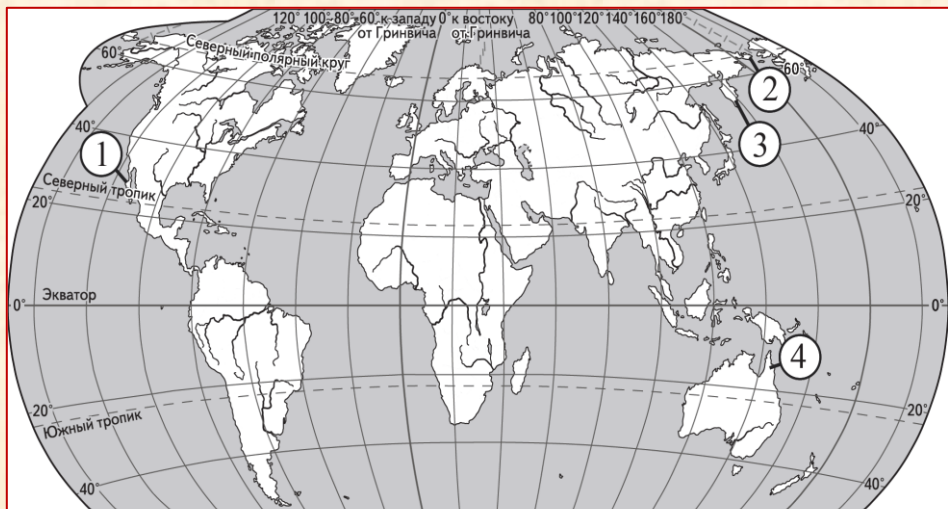 120° 100° 80° 60° к западу 0° к востоку 80° 100° 120° 140° 160° 180°
от Гринвича от Гринвича
60°
Северный полярный круг
60°
2
40°
3
40°
1
Северный тропик
20°
20°
Экватор
0°
0°
4
20°
Южный тропик
20°
40°
40°